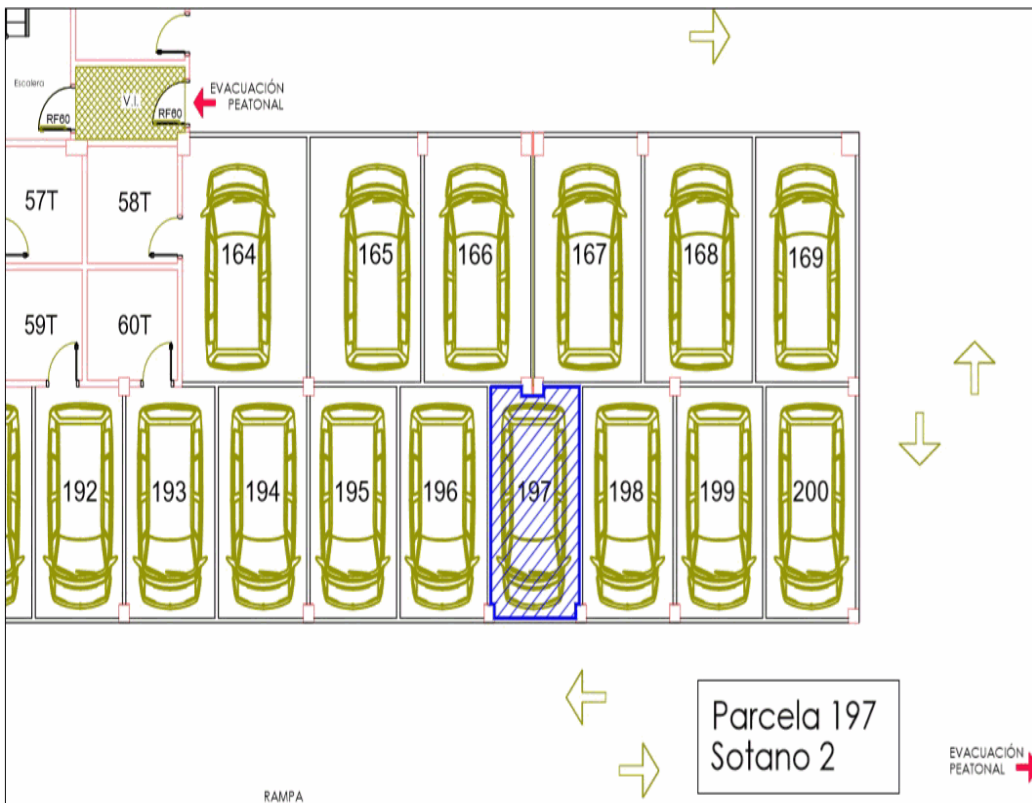 Escalera
V.I.
RF60
RF60
EVACUACIÓN
PEATONAL
57T
58T
164
165
166
167
168
169
59T
60T
192
193
194
195
196
197
198
199
200
Parcela 197
Sotano 2
EVACUACIÓN
PEATONAL
RAMPA